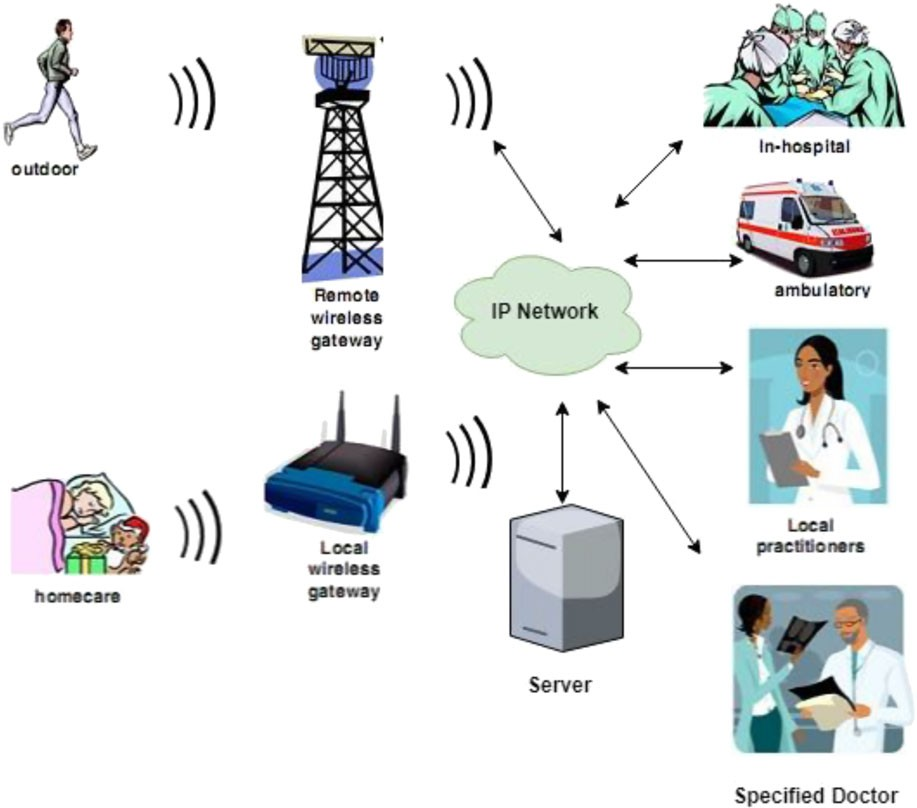 outdoor
Remote
wireless
gateway
In-hospital
ambulatory
IP Network
Local
practitioners
homecare
Local
wireless
gateway
Server
Specified Doctor